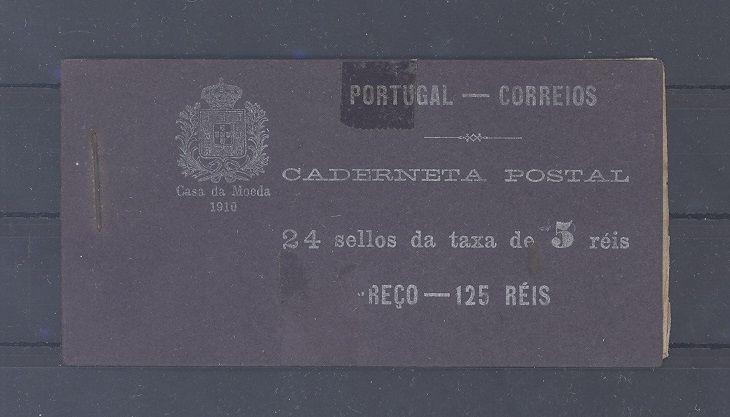 PORTUGAL — CORREIOS
Casa da Moeda
1910
CADERNETA POSTAL
24 sellos da taxa de 5 réis
REÇO — 125 RÉIS